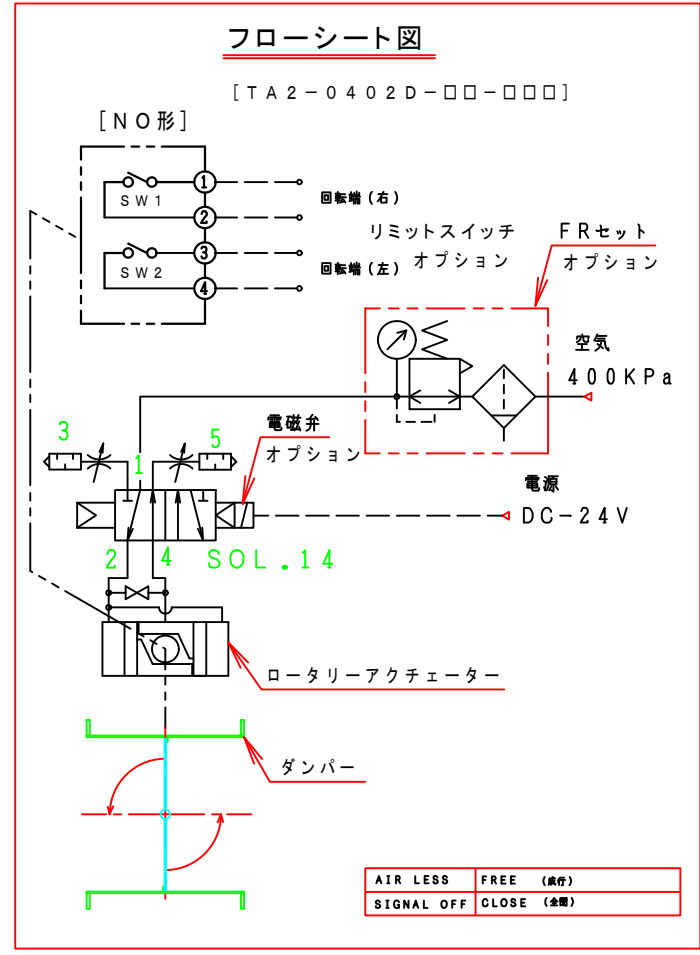 フローシート図
[TA2-0402D-□□-□□□]
[NO形]
1
SW1
2
回転端(右)
3
SW2
4
回転端(左)
リミットスイッチ
オプション
FRセット
オプション
空気
400KPa
電磁弁
オプション
3
1
5
電源
DC-24V
2
4
SOL.14
ロータリーアクチェーター
ダンパー
AIR LESS FREE (成行)
SIGNAL OFF CLOSE (全閉)